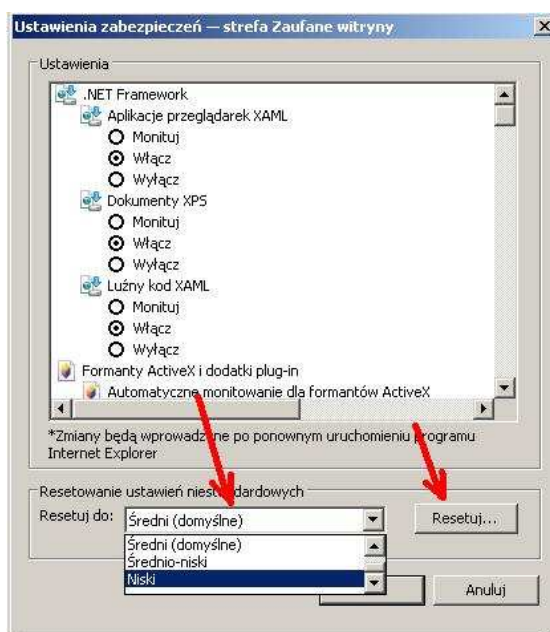 Ustawienia zabezpieczeń — strefa Zaufane witryny
Ustawienia
.NET Framework
Aplikacje przeglądarek XAML
Monituj
Włącz
Wyłącz
Dokumenty XPS
Monituj
Włącz
Wyłącz
Luźny kod XAML
Monituj
Włącz
Wyłącz
Formanty ActiveX i dodatki plug-in
Automatyczne monitowanie dla formantów ActiveX
*Zmiany będą wprowadzane po ponownym uruchomieniu programu
Internet Explorer
Resetowanie ustawień niestandardowych
Resetuj do: Średni (domyślne) Resetuj...
Średni (domyślne)
Średnio-niski
Niski
Anuluj